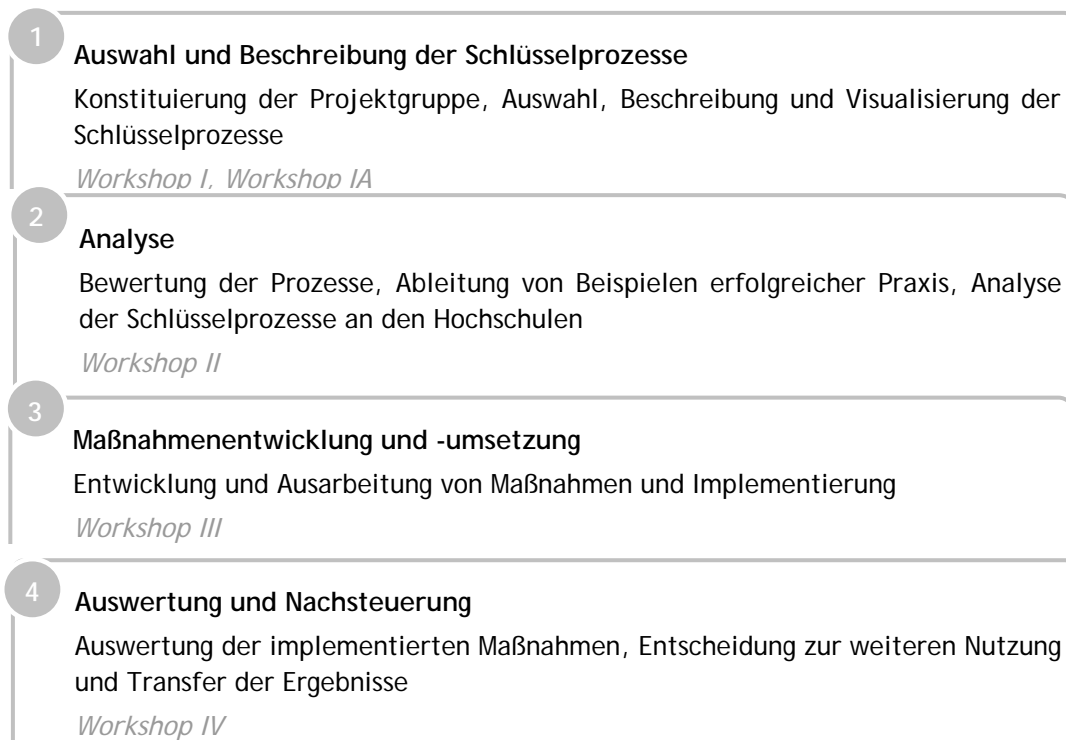 1
Auswahl und Beschreibung der Schlüsselprozesse
Konstituierung der Projektgruppe, Auswahl, Beschreibung und Visualisierung der
Schlüsselprozesse
Workshop I, Workshop IA
2
Analyse
Bewertung der Prozesse, Ableitung von Beispielen erfolgreicher Praxis, Analyse
der Schlüsselprozesse an den Hochschulen
Workshop II
3
Maßnahmenentwicklung und -umsetzung
Entwicklung und Ausarbeitung von Maßnahmen und Implementierung
Workshop III
4
Auswertung und Nachsteuerung
Auswertung der implementierten Maßnahmen, Entscheidung zur weiteren Nutzung
und Transfer der Ergebnisse
Workshop IV